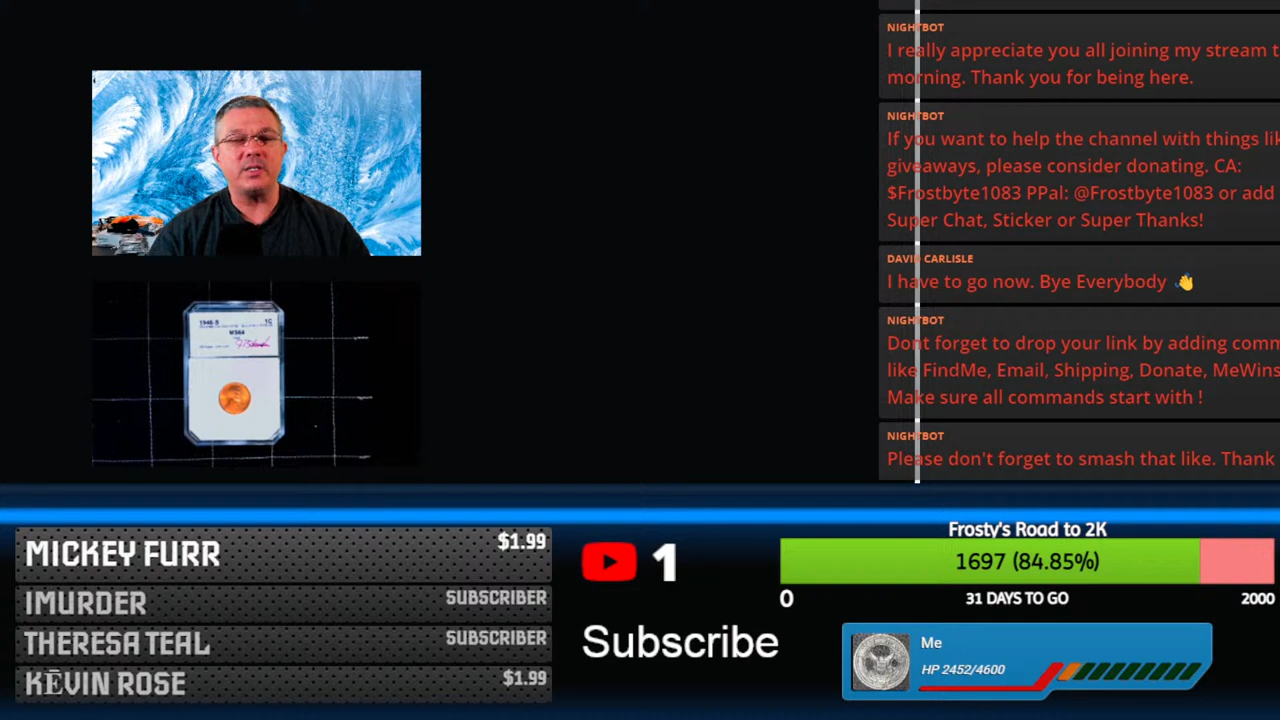 NIGHTBOT
I really appreciate you all joining my stream t
morning. Thank you for being here.
NIGHTBOT
If you want to help the channel with things lik
giveaways, please consider donating. CA:
$Frostbyte1083 PPal: @Frostbyte1083 or add
Super Chat, Sticker or Super Thanks!
DAVID CARLISLE
I have to go now. Bye Everybody 👋
NIGHTBOT
Dont forget to drop your link by adding comm
like FindMe, Email, Shipping, Donate, MeWins
Make sure all commands start with !
NIGHTBOT
Please don't forget to smash that like. Thank
1946-S 1C
MS64
MICKEY FURR $1.99
IMURDER SUBSCRIBER
THERESA TEAL SUBSCRIBER
KEVIN ROSE $1.99
1
Subscribe
Frosty's Road to 2K
1697 (84.85%)
0 31 DAYS TO GO 2000
Me
HP 2452/4600